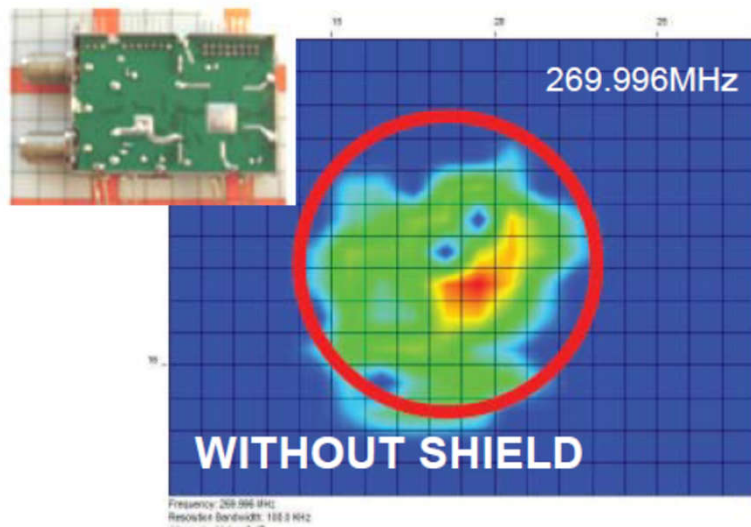 15 20 25
269.996MHz
WITHOUT SHIELD
Frequency: 269.996 MHz
Resolution Bandwidth: 100.0 KHz